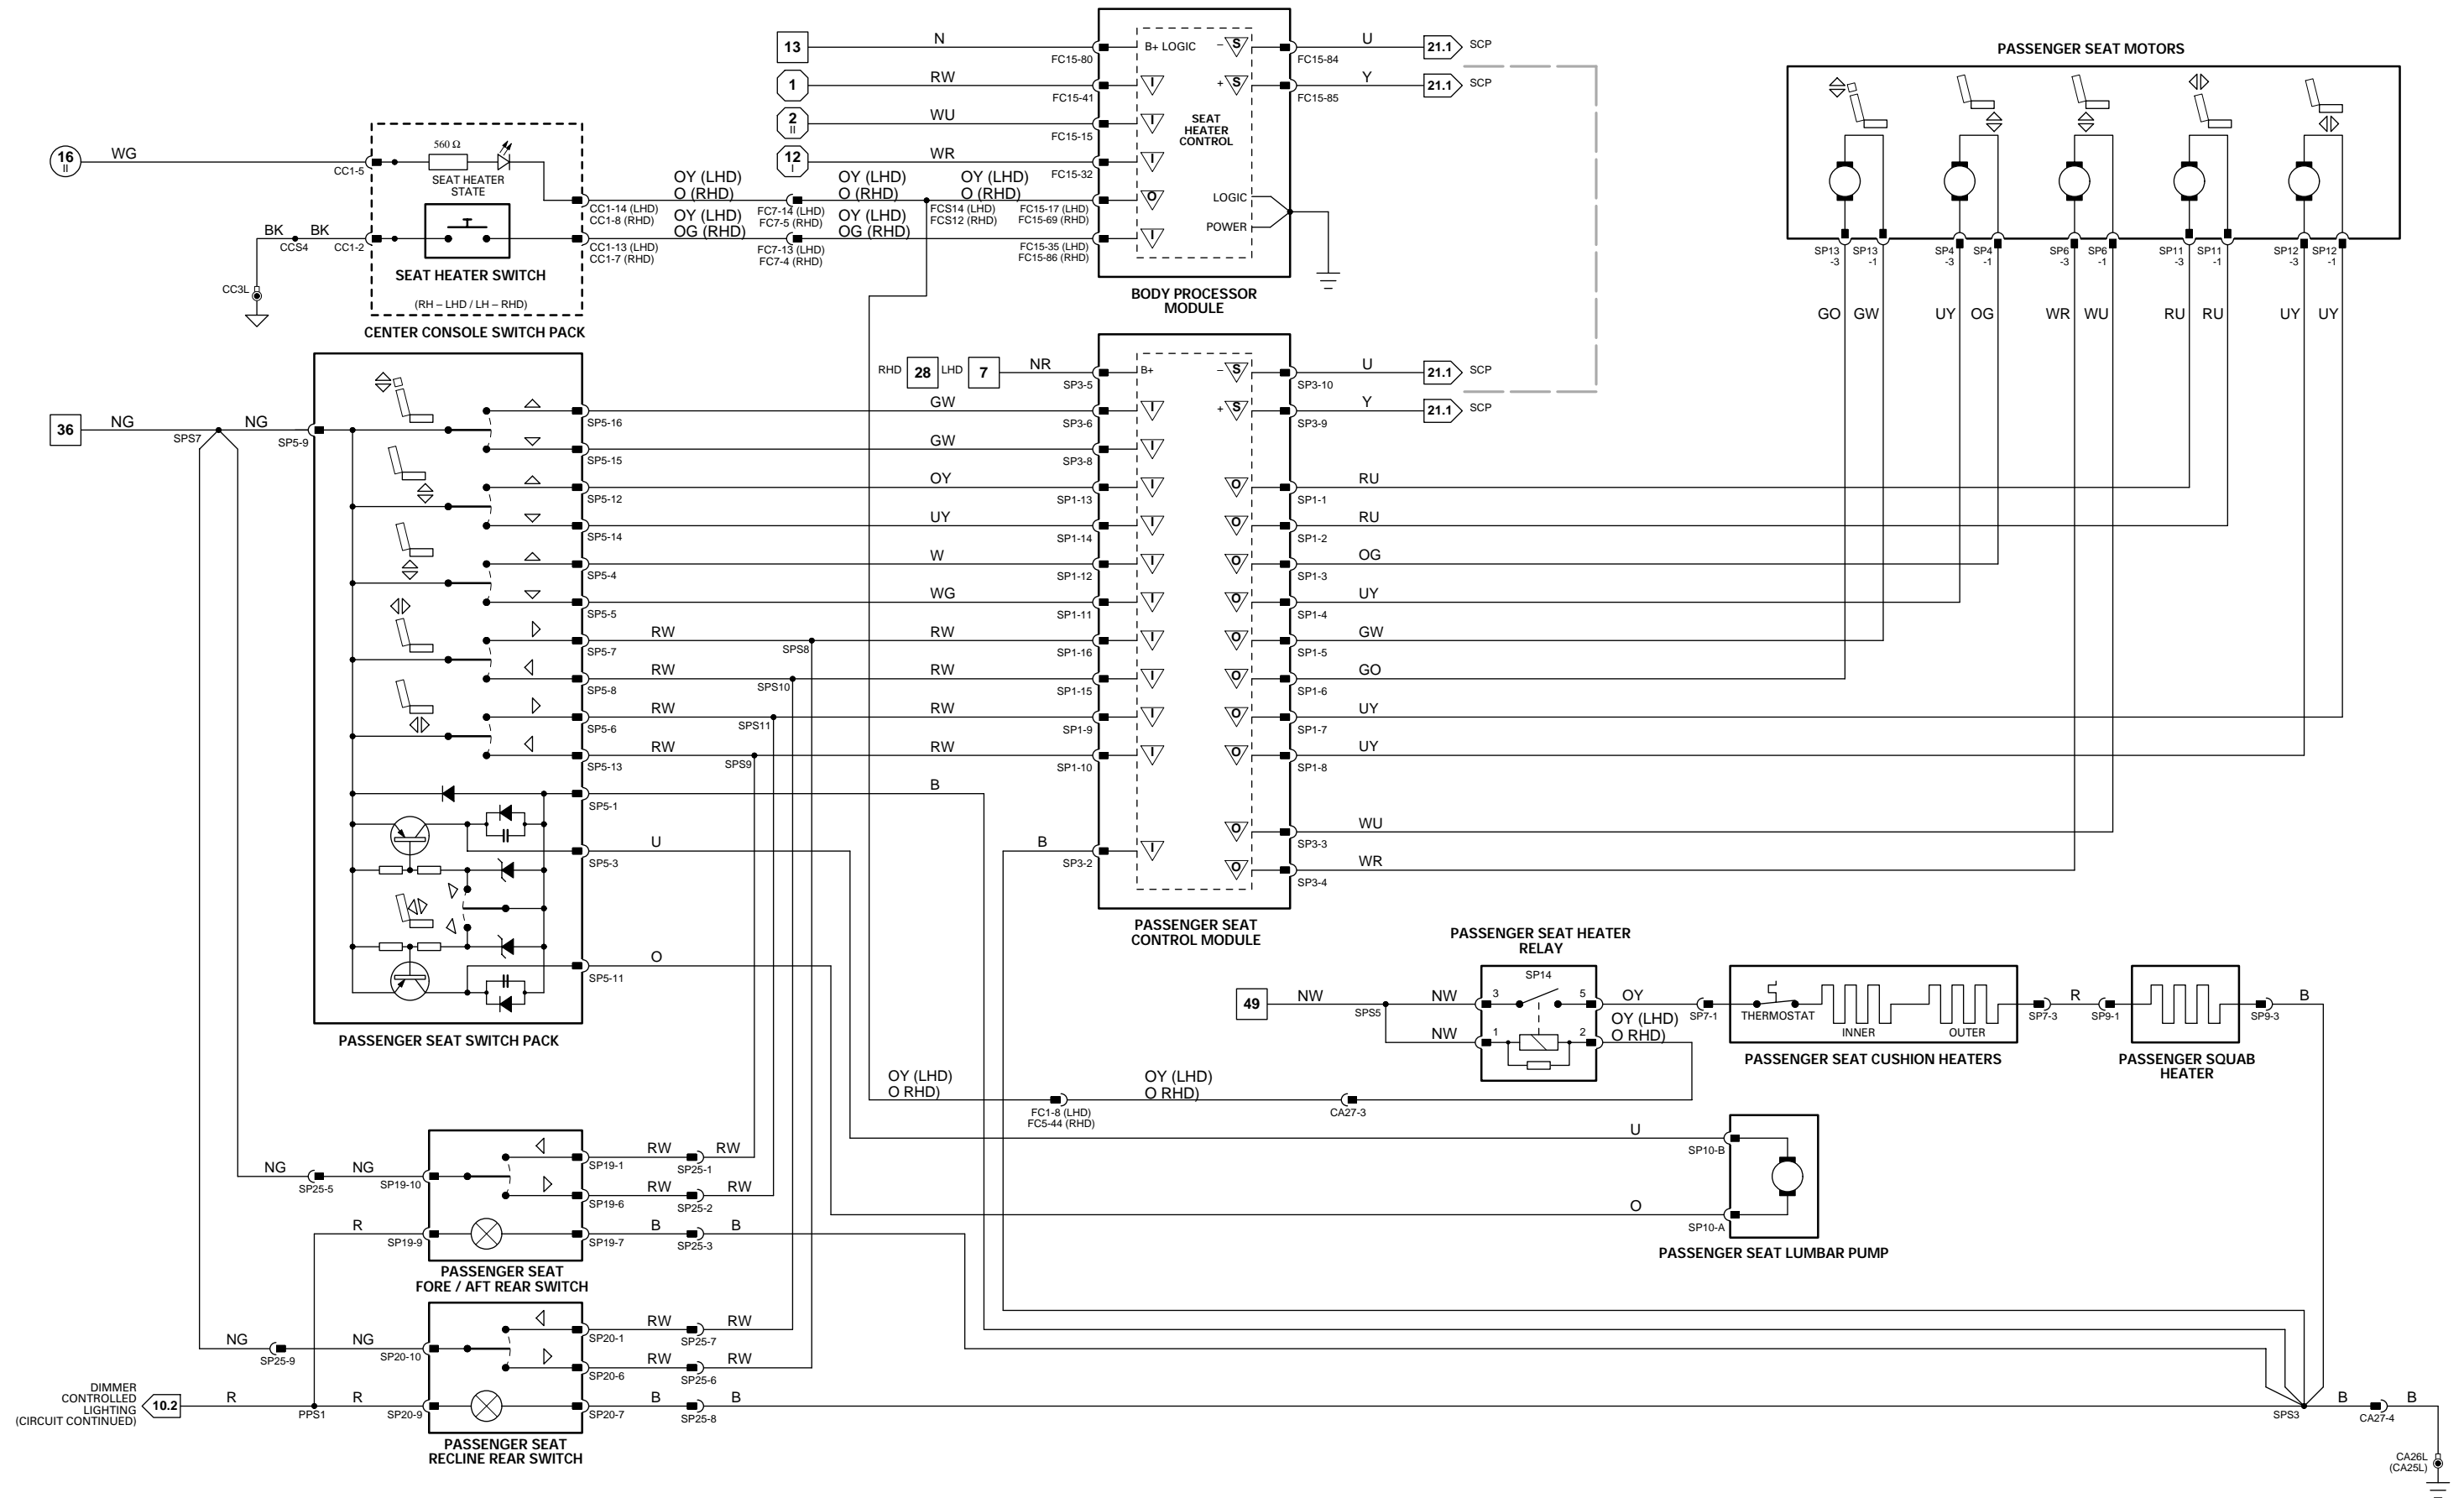 13
N
FC15-80
B+ LOGIC
– S
FC15-84
U
21.1
SCP
1
RW
FC15-41
I
+ S
FC15-85
Y
21.1
SCP
2
II
WU
FC15-15
I
SEAT
HEATER
CONTROL
12
I
WR
FC15-32
I
OY (LHD)
O (RHD)
OY (LHD)
O (RHD)
OY (LHD)
O (RHD)
CC1-14 (LHD)
CC1-8 (RHD)
FC7-14 (LHD)
FC7-5 (RHD)
FCS14 (LHD)
FCS12 (RHD)
FC15-17 (LHD)
FC15-69 (RHD)
O
LOGIC
OY (LHD)
OG (RHD)
OY (LHD)
OG (RHD)
CC1-13 (LHD)
CC1-7 (RHD)
FC7-13 (LHD)
FC7-4 (RHD)
FC15-35 (LHD)
FC15-86 (RHD)
I
POWER
BODY PROCESSOR
MODULE
16
II
WG
CC1-5
560 Ω
SEAT HEATER
STATE
BK
CCS4
BK
CC1-2
CC3L
SEAT HEATER SWITCH
(RH – LHD / LH – RHD)
CENTER CONSOLE SWITCH PACK
PASSENGER SEAT MOTORS
SP13
-3
SP13
-1
SP4
-3
SP4
-1
SP6
-3
SP6
-1
SP11
-3
SP11
-1
SP12
-3
SP12
-1
GO
GW
UY
OG
WR
WU
RU
RU
UY
UY
RHD
28
LHD
7
NR
SP3-5
B+
– S
SP3-10
U
21.1
SCP
36
NG
SPS7
NG
SP5-9
SP5-16
GW
SP3-6
I
+ S
SP3-9
Y
21.1
SCP
SP5-15
GW
SP3-8
I
SP5-12
OY
SP1-13
I
O
SP1-1
RU
SP5-14
UY
SP1-14
I
O
SP1-2
RU
SP5-4
W
SP1-12
I
O
SP1-3
OG
SP5-5
WG
SP1-11
I
O
SP1-4
UY
SP5-7
RW
SPS8
RW
SP1-16
I
O
SP1-5
GW
SP5-8
RW
SPS10
RW
SP1-15
I
O
SP1-6
GO
SP5-6
RW
SPS11
RW
SP1-9
I
O
SP1-7
UY
SP5-13
RW
SPS9
RW
SP1-10
I
O
SP1-8
UY
SP5-1
B
O
SP3-3
WU
SP5-3
U
B
SP3-2
I
O
SP3-4
WR
SP5-11
O
PASSENGER SEAT SWITCH PACK
PASSENGER SEAT
CONTROL MODULE
PASSENGER SEAT HEATER
RELAY
SP14
49
NW
SPS5
NW
NW
3
5
1
2
OY
OY (LHD)
O RHD)
SP7-1
THERMOSTAT
INNER
OUTER
SP7-3
R
SP9-1
SP9-3
B
PASSENGER SEAT CUSHION HEATERS
PASSENGER SQUAB
HEATER
OY (LHD)
O RHD)
FC1-8 (LHD)
FC5-44 (RHD)
OY (LHD)
O RHD)
CA27-3
U
SP10-B
O
SP10-A
PASSENGER SEAT LUMBAR PUMP
NG
SP25-5
NG
SP19-10
SP19-1
RW
SP25-1
RW
SP19-6
RW
SP25-2
RW
R
SP19-9
SP19-7
B
SP25-3
B
PASSENGER SEAT
FORE / AFT REAR SWITCH
NG
SP25-9
NG
SP20-10
SP20-1
RW
SP25-7
RW
SP20-6
RW
SP25-6
RW
DIMMER
CONTROLLED
LIGHTING
(CIRCUIT CONTINUED)
10.2
R
PPS1
R
SP20-9
SP20-7
B
SP25-8
B
PASSENGER SEAT
RECLINE REAR SWITCH
SPS3
B
CA27-4
B
CA26L
(CA25L)